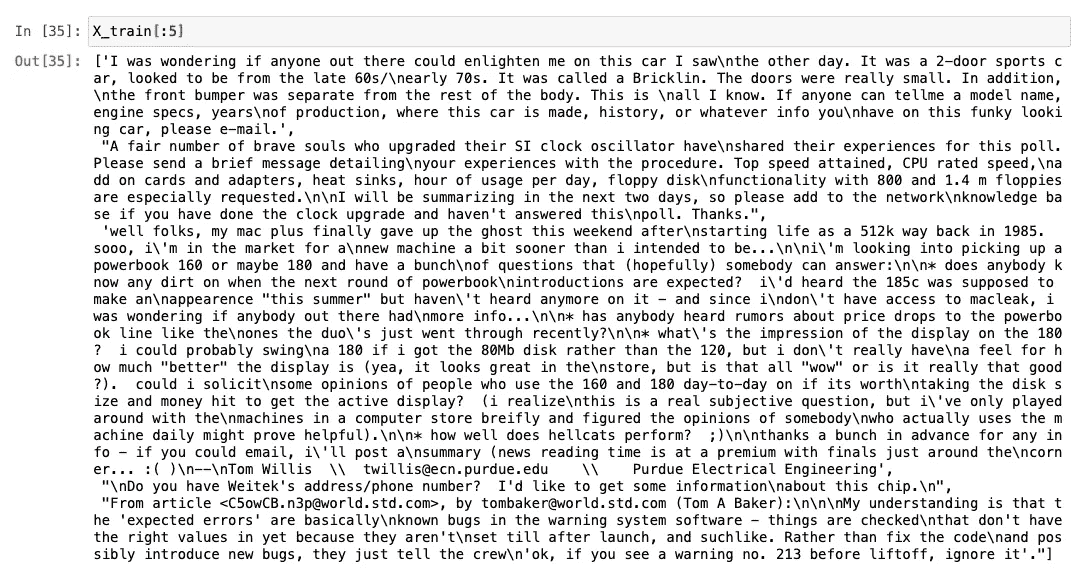 In [35]: X_train[:5]
Out[35]: ['I was wondering if anyone out there could enlighten me on this car I saw\nthe other day. It was a 2-door sports c
ar, looked to be from the late 60s/\nearly 70s. It was called a Bricklin. The doors were really small. In addition,
\nthe front bumper was separate from the rest of the body. This is \nall I know. If anyone can tellme a model name,
engine specs, years\nof production, where this car is made, history, or whatever info you\nhave on this funky looki
ng car, please e-mail.',
"A fair number of brave souls who upgraded their SI clock oscillator have\nshared their experiences for this poll.
Please send a brief message detailing\nyour experiences with the procedure. Top speed attained, CPU rated speed,\na
dd on cards and adapters, heat sinks, hour of usage per day, floppy disk\nfunctionality with 800 and 1.4 m floppies
are especially requested.\n\nI will be summarizing in the next two days, so please add to the network\nknowledge ba
se if you have done the clock upgrade and haven't answered this\npoll. Thanks.",
'well folks, my mac plus finally gave up the ghost this weekend after\nstarting life as a 512k way back in 1985.
sooo, i\'m in the market for a\nnew machine a bit sooner than i intended to be...\n\ni\'m looking into picking up a
powerbook 160 or maybe 180 and have a bunch\nof questions that (hopefully) somebody can answer:\n\n* does anybody k
now any dirt on when the next round of powerbook\nintroductions are expected?  i\'d heard the 185c was supposed to
make an\nappearence "this summer" but haven\'t heard anymore on it - and since i\ndon\'t have access to macleak, i
was wondering if anybody out there had\nmore info...\n\n* has anybody heard rumors about price drops to the powerbo
ok line like the\nones the duo\'s just went through recently?\n\n* what\'s the impression of the display on the 180
?  i could probably swing\na 180 if i got the 80Mb disk rather than the 120, but i don\'t really have\na feel for h
ow much "better" the display is (yea, it looks great in the\nstore, but is that all "wow" or is it really that good
?).  could i solicit\nsome opinions of people who use the 160 and 180 day-to-day on if its worth\ntaking the disk s
ize and money hit to get the active display?  (i realize\nthis is a real subjective question, but i\'ve only played
around with the\nmachines in a computer store breifly and figured the opinions of somebody\nwho actually uses the m
achine daily might prove helpful).\n\n* how well does hellcats perform?  ;)\n\nthanks a bunch in advance for any in
fo - if you could email, i\'ll post a\nsummary (news reading time is at a premium with finals just around the\ncorn
er... :( )\n--\nTom Willis  \\  twillis@ecn.purdue.edu    \\    Purdue Electrical Engineering',
"\nDo you have Weitek's address/phone number?  I'd like to get some information\nabout this chip.\n",
"From article <C5owCB.n3p@world.std.com>, by tombaker@world.std.com (Tom A Baker):\n\n\n\nMy understanding is that t
he 'expected errors' are basically\nknown bugs in the warning system software - things are checked\nthat don't have
the right values in yet because they aren't\nset till after launch, and suchlike. Rather than fix the code\nand pos
sibly introduce new bugs, they just tell the crew\n'ok, if you see a warning no. 213 before liftoff, ignore it'."]